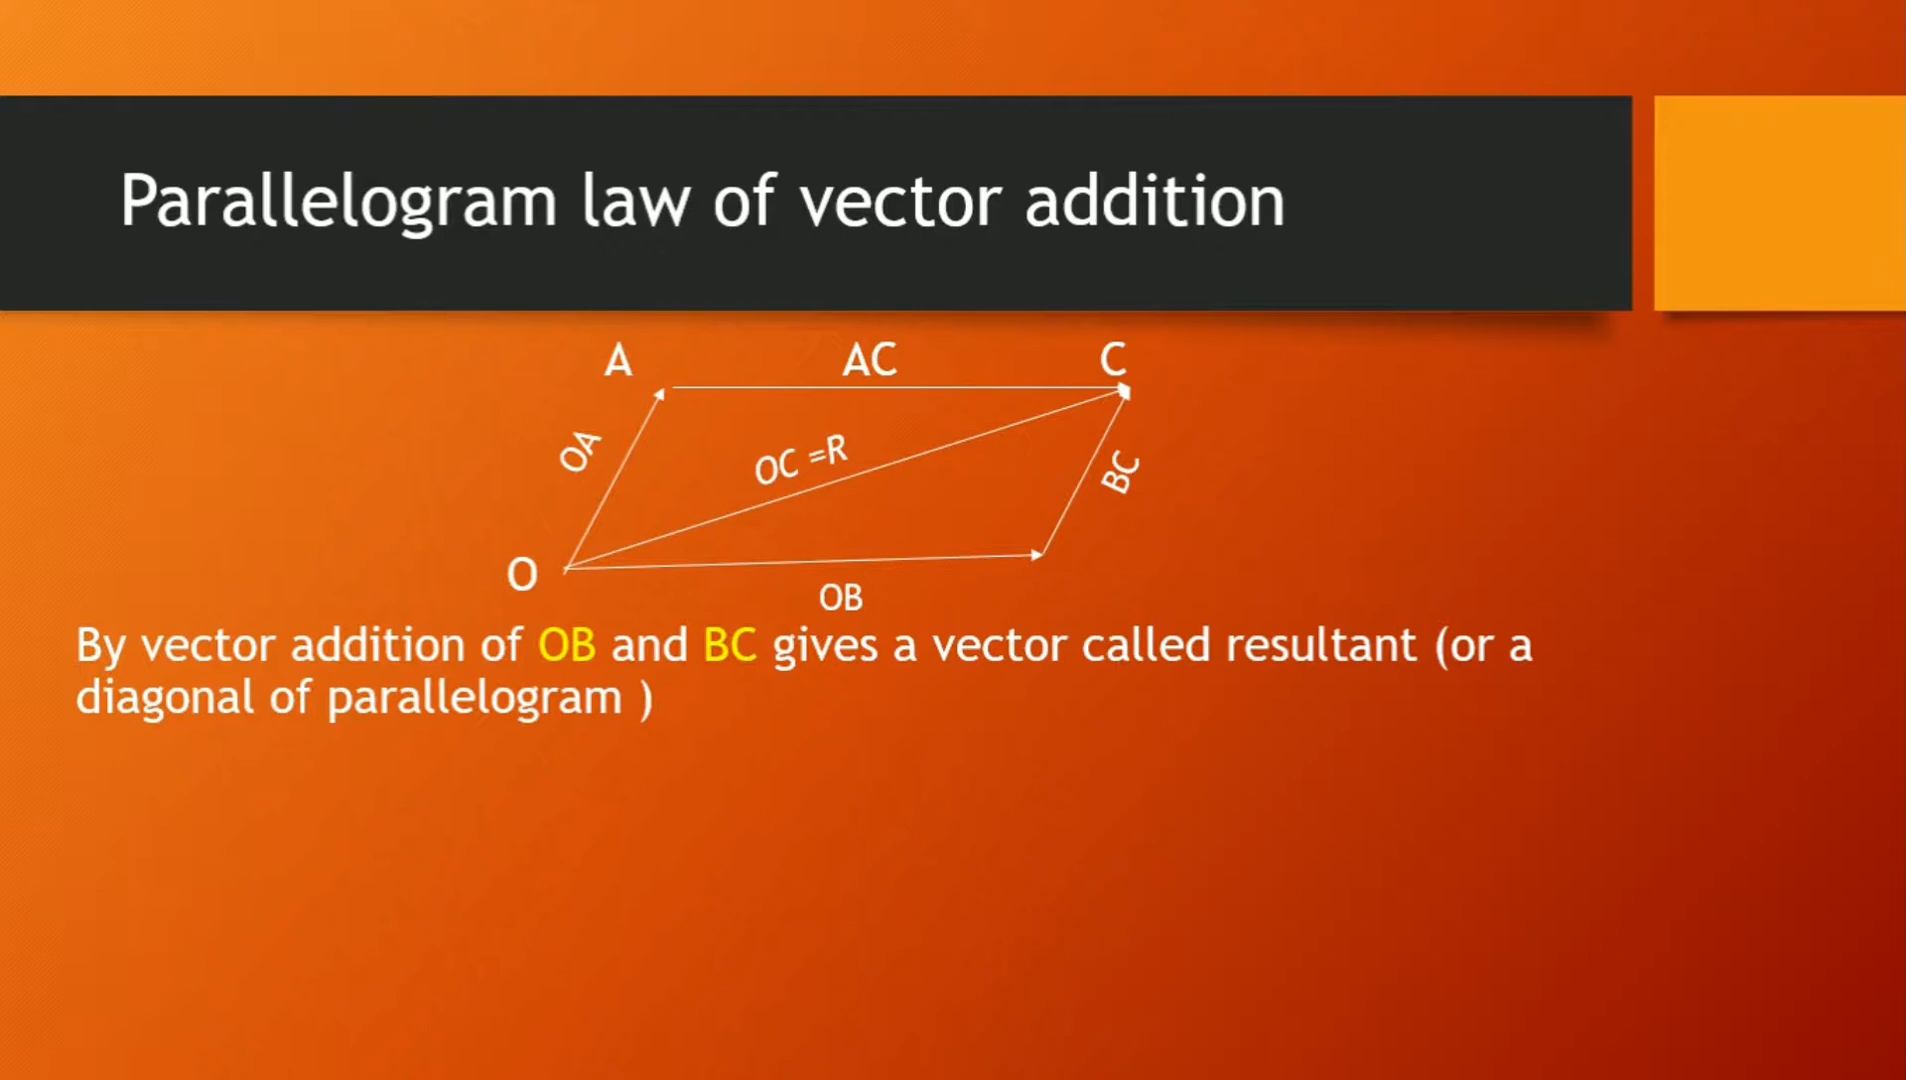 Parallelogram law of vector addition
A AC C
OA
OC =R
BC
O
OB
By vector addition of OB and BC gives a vector called resultant (or a
diagonal of parallelogram )